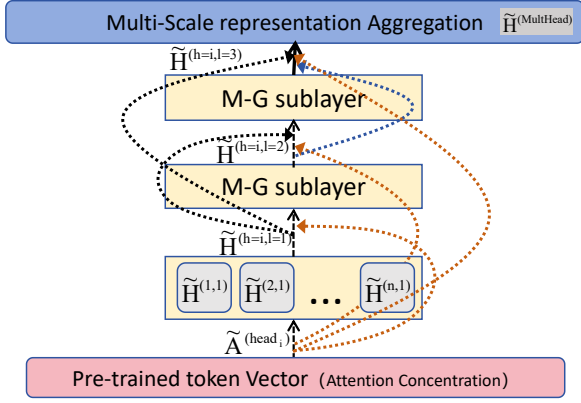 Multi-Scale representation Aggregation H̃^(MultHead)
H̃^(h=i,l=3)
M-G sublayer
H̃^(h=i,l=2)
M-G sublayer
H̃^(h=i,l=1)
H̃^(1,1) H̃^(2,1) ... H̃^(n,1)
Ã^(head_i)
Pre-trained token Vector (Attention Concentration)